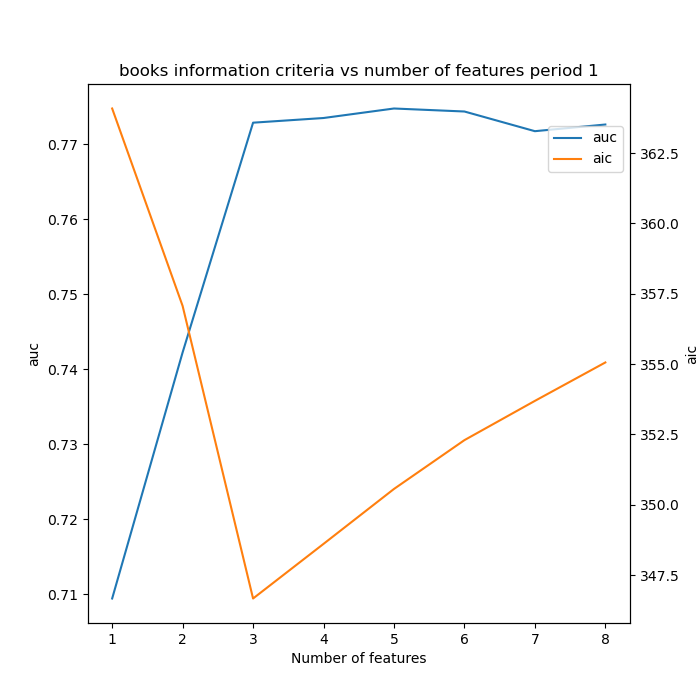 books information criteria vs number of features period 1
auc
aic
0.77
0.76
0.75
0.74
0.73
0.72
0.71
auc
362.5
360.0
357.5
355.0
352.5
350.0
347.5
aic
1 2 3 4 5 6 7 8
Number of features